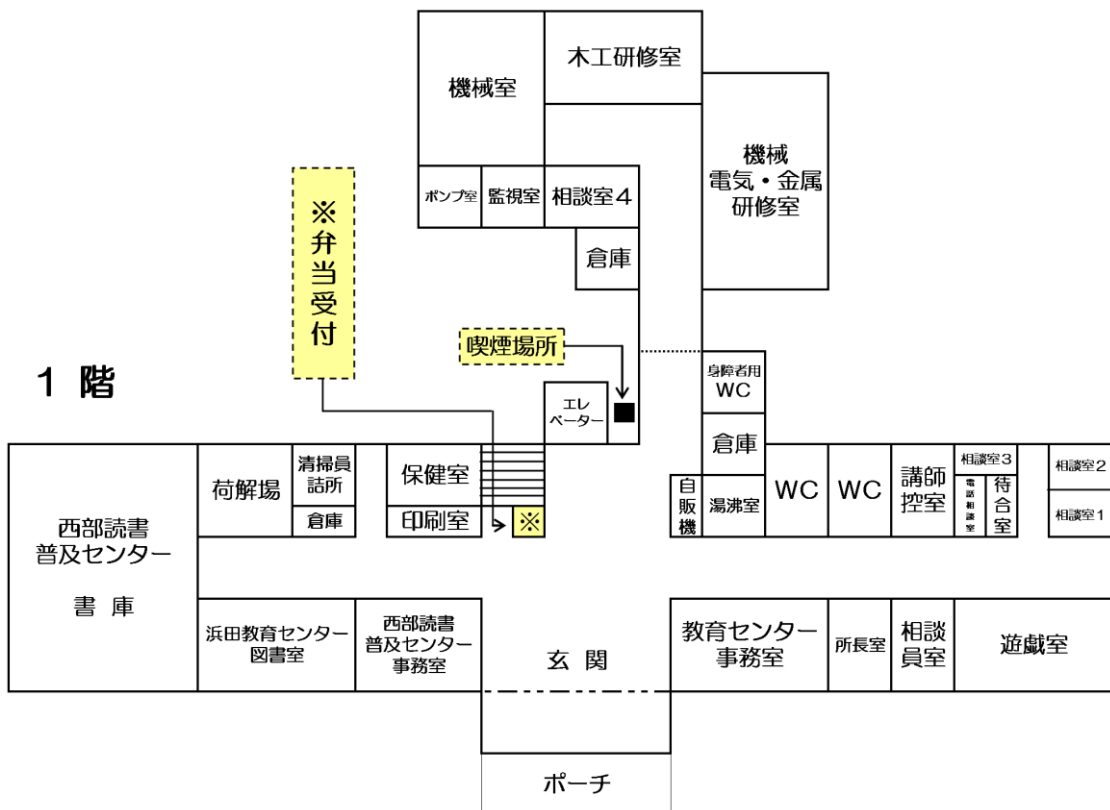 木工研修室
機械室
機械
電気・金属
研修室
ポンプ室
監視室
相談室４
倉庫
※弁当受付
喫煙場所
１ 階
身障者用
WC
エレ
ベーター
倉庫
西部読書
普及センター
書 庫
荷解場
清掃員
詰所
倉庫
保健室
印刷室
※
自販機
湯沸室
WC
WC
講師
控室
相談室3
電話相談室
待合室
相談室2
相談室1
浜田教育センター
図書室
西部読書
普及センター
事務室
玄 関
教育センター
事務室
所長室
相談
員室
遊戯室
ポーチ